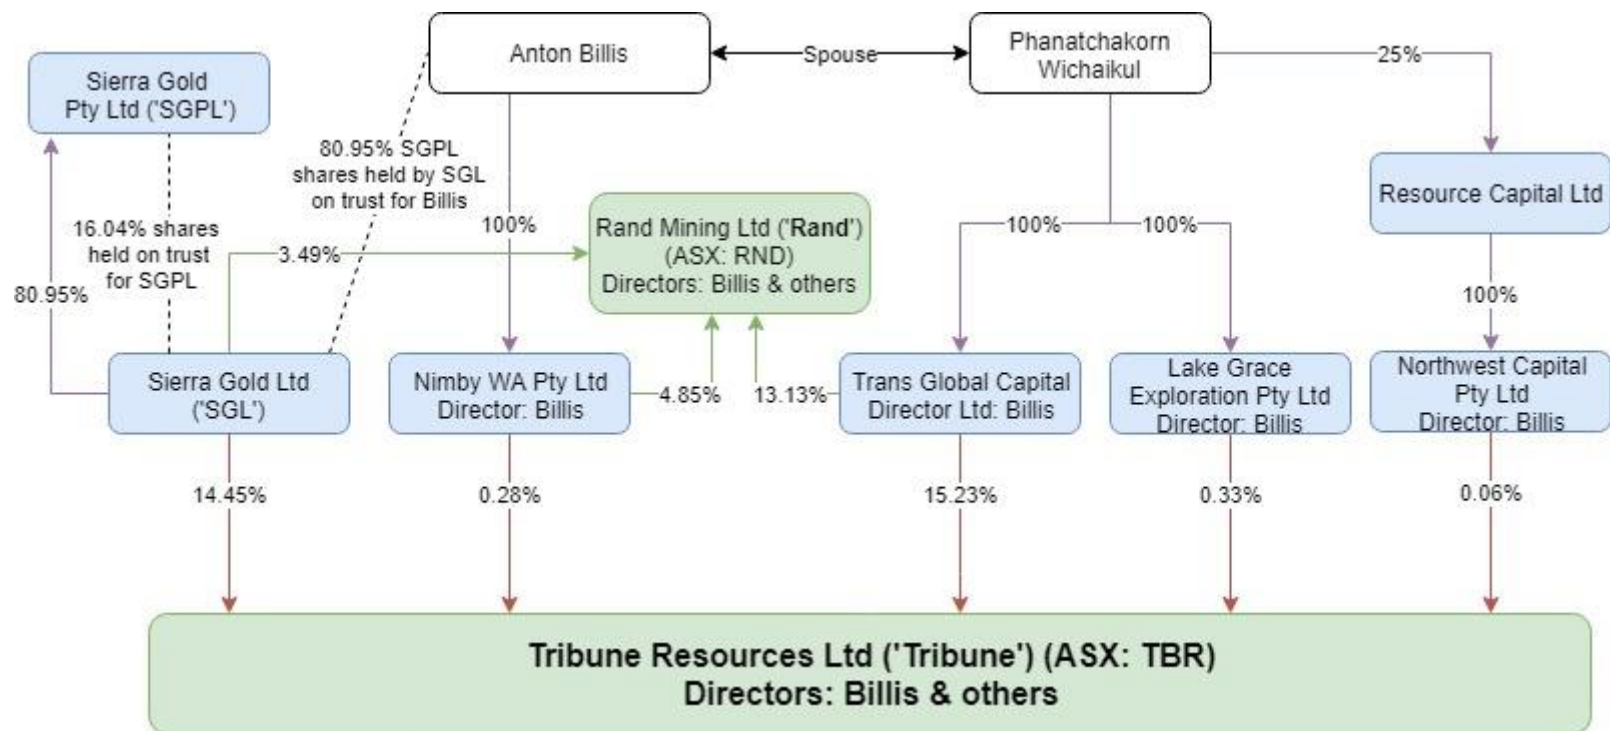 Anton Billis
Spouse
Phanatchakorn
Wichaikul
25%
Sierra Gold
Pty Ltd ('SGPL')
80.95% SGPL
shares held by SGL
on trust for Billis
Resource Capital Ltd
16.04% shares
held on trust
for SGPL
100%
3.49%
Rand Mining Ltd ('Rand')
(ASX: RND)
Directors: Billis & others
100%
100%
80.95%
100%
Sierra Gold Ltd
('SGL')
Nimby WA Pty Ltd
Director: Billis
4.85%
13.13%
Trans Global Capital
Director Ltd: Billis
Lake Grace
Exploration Pty Ltd
Director: Billis
Northwest Capital
Pty Ltd
Director: Billis
14.45%
0.28%
15.23%
0.33%
0.06%
Tribune Resources Ltd ('Tribune') (ASX: TBR)
Directors: Billis & others